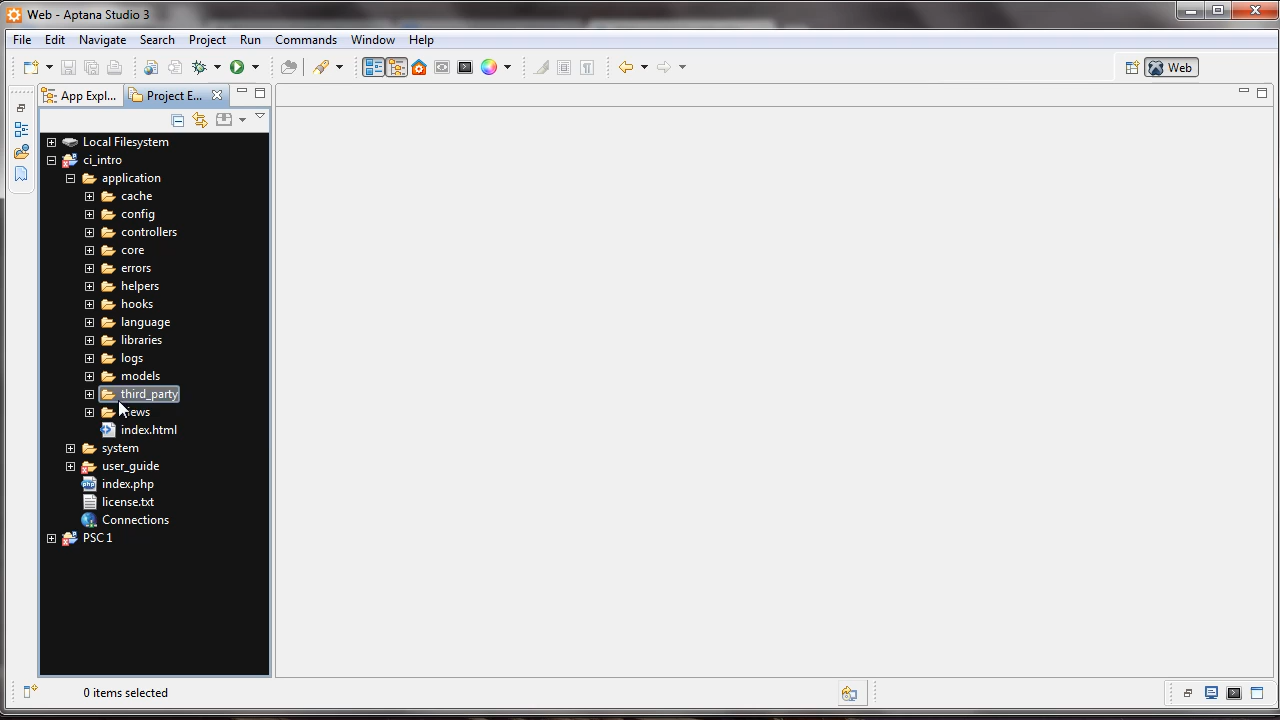 Web - Aptana Studio 3
File Edit Navigate Search Project Run Commands Window Help
Web
App Expl... Project E...
Local Filesystem
ci_intro
application
cache
config
controllers
core
errors
helpers
hooks
language
libraries
logs
models
third_party
views
index.html
system
user_guide
index.php
license.txt
Connections
PSC 1
0 items selected